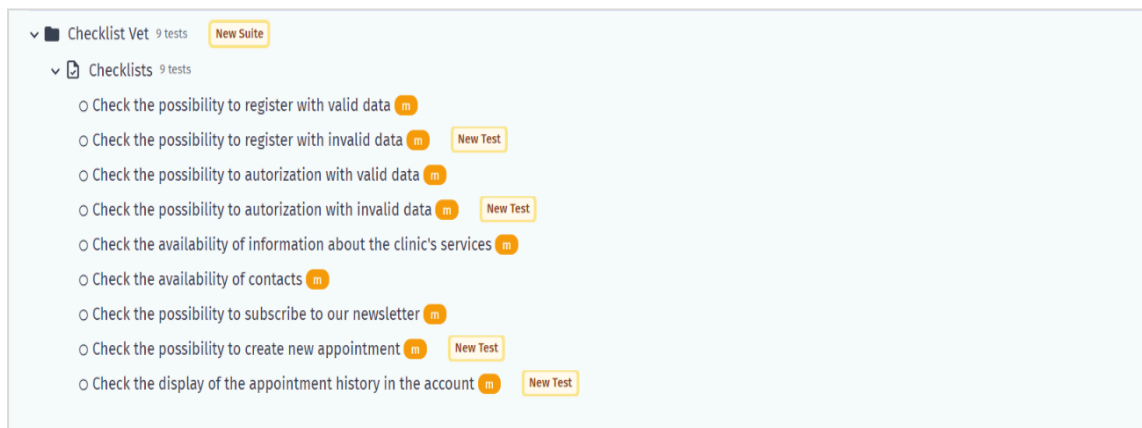 Checklist Vet 9 tests New Suite
Checklists 9 tests
Check the possibility to register with valid data m
Check the possibility to register with invalid data m New Test
Check the possibility to autorization with valid data m
Check the possibility to autorization with invalid data m New Test
Check the availability of information about the clinic's services m
Check the availability of contacts m
Check the possibility to subscribe to our newsletter m
Check the possibility to create new appointment m New Test
Check the display of the appointment history in the account m New Test